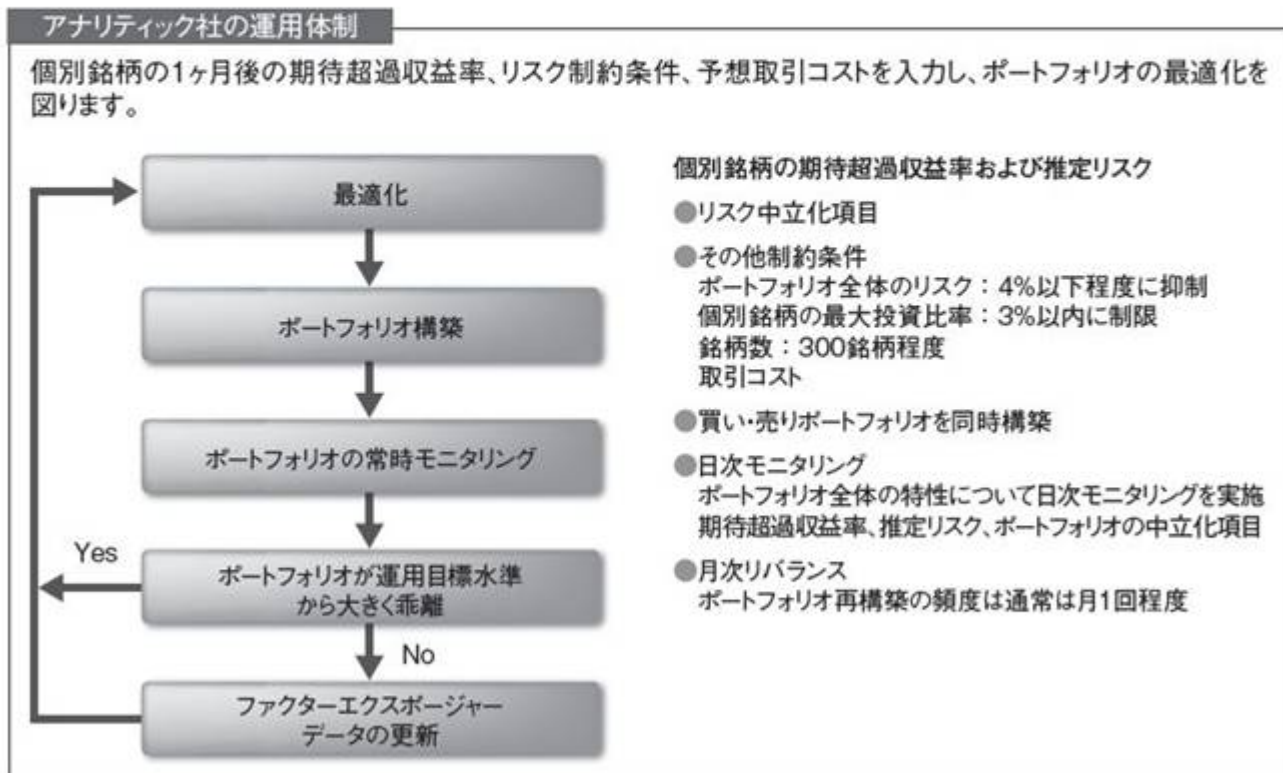 アナリティック社の運用体制
個別銘柄の1ヶ月後の期待超過収益率、リスク制約条件、予想取引コストを入力し、ポートフォリオの最適化を
図ります。
最適化
ポートフォリオ構築
ポートフォリオの常時モニタリング
Yes
ポートフォリオが運用目標水準
から大きく乖離
No
ファクターエクスポージャー
データの更新
個別銘柄の期待超過収益率および推定リスク
●リスク中立化項目
●その他制約条件
ポートフォリオ全体のリスク：4%以下程度に抑制
個別銘柄の最大投資比率：3%以内に制限
銘柄数：300銘柄程度
取引コスト
●買い・売りポートフォリオを同時構築
●日次モニタリング
ポートフォリオ全体の特性について日次モニタリングを実施
期待超過収益率、推定リスク、ポートフォリオの中立化項目
●月次リバランス
ポートフォリオ再構築の頻度は通常は月1回程度